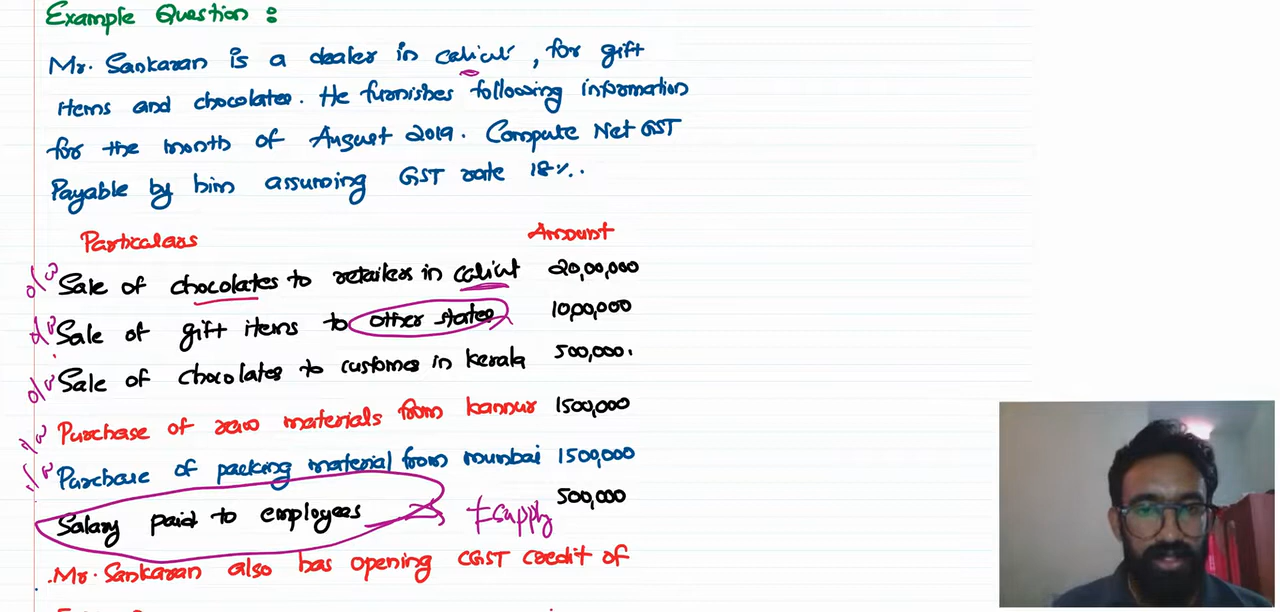 Example Question :
Mr. Sankaran is a dealer in calicut , for gift
items and chocolates. He furnishes following information
for the month of August 2019. Compute Net GST
Payable by him assuming GST rate 18%.
Particulars Amount
o/w Sale of chocolates to retailers in calicut 20,00,000
Sale of gift items to other states 1000,000
o/w Sale of chocolates to customer in kerala 500,000
Purchase of raw materials from kannur 1500,000
Purchase of packing material from mumbai 1500,000
Salary paid to employees ≠ supply 500,000
Mr. Sankaran also has opening CGST credit of